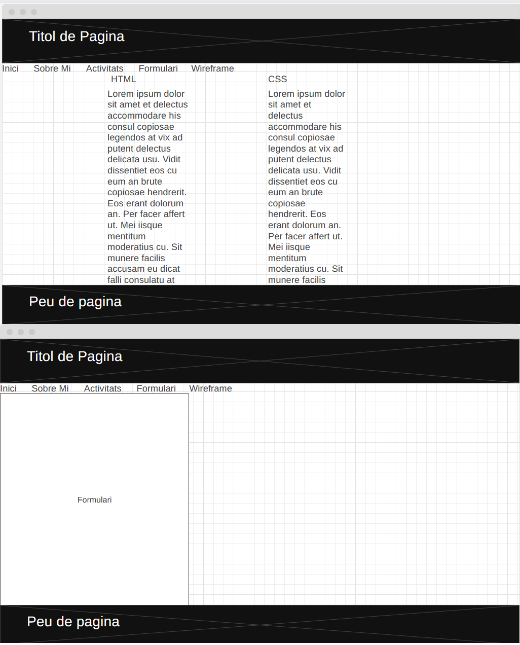 Titol de Pagina
Inici Sobre Mi Activitats Formulari Wireframe
HTML
Lorem ipsum dolor
sit amet et delectus
accommodare his
consul copiosae
legendos at vix ad
putent delectus
delicata usu. Vidit
dissentiet eos cu
eum an brute
copiosae hendrerit.
Eos erant dolorum
an. Per facer affert
ut. Mei iisque
mentitum
moderatius cu. Sit
munere facilis
accusam eu dicat
falli consulatu at
CSS
Lorem ipsum dolor
sit amet et
delectus
accommodare his
consul copiosae
legendos at vix ad
putent delectus
delicata usu. Vidit
dissentiet eos cu
eum an brute
copiosae
hendrerit. Eos
erant dolorum an.
Per facer affert ut.
Mei iisque
mentitum
moderatius cu. Sit
munere facilis
Peu de pagina
Titol de Pagina
Inici Sobre Mi Activitats Formulari Wireframe
Formulari
Peu de pagina